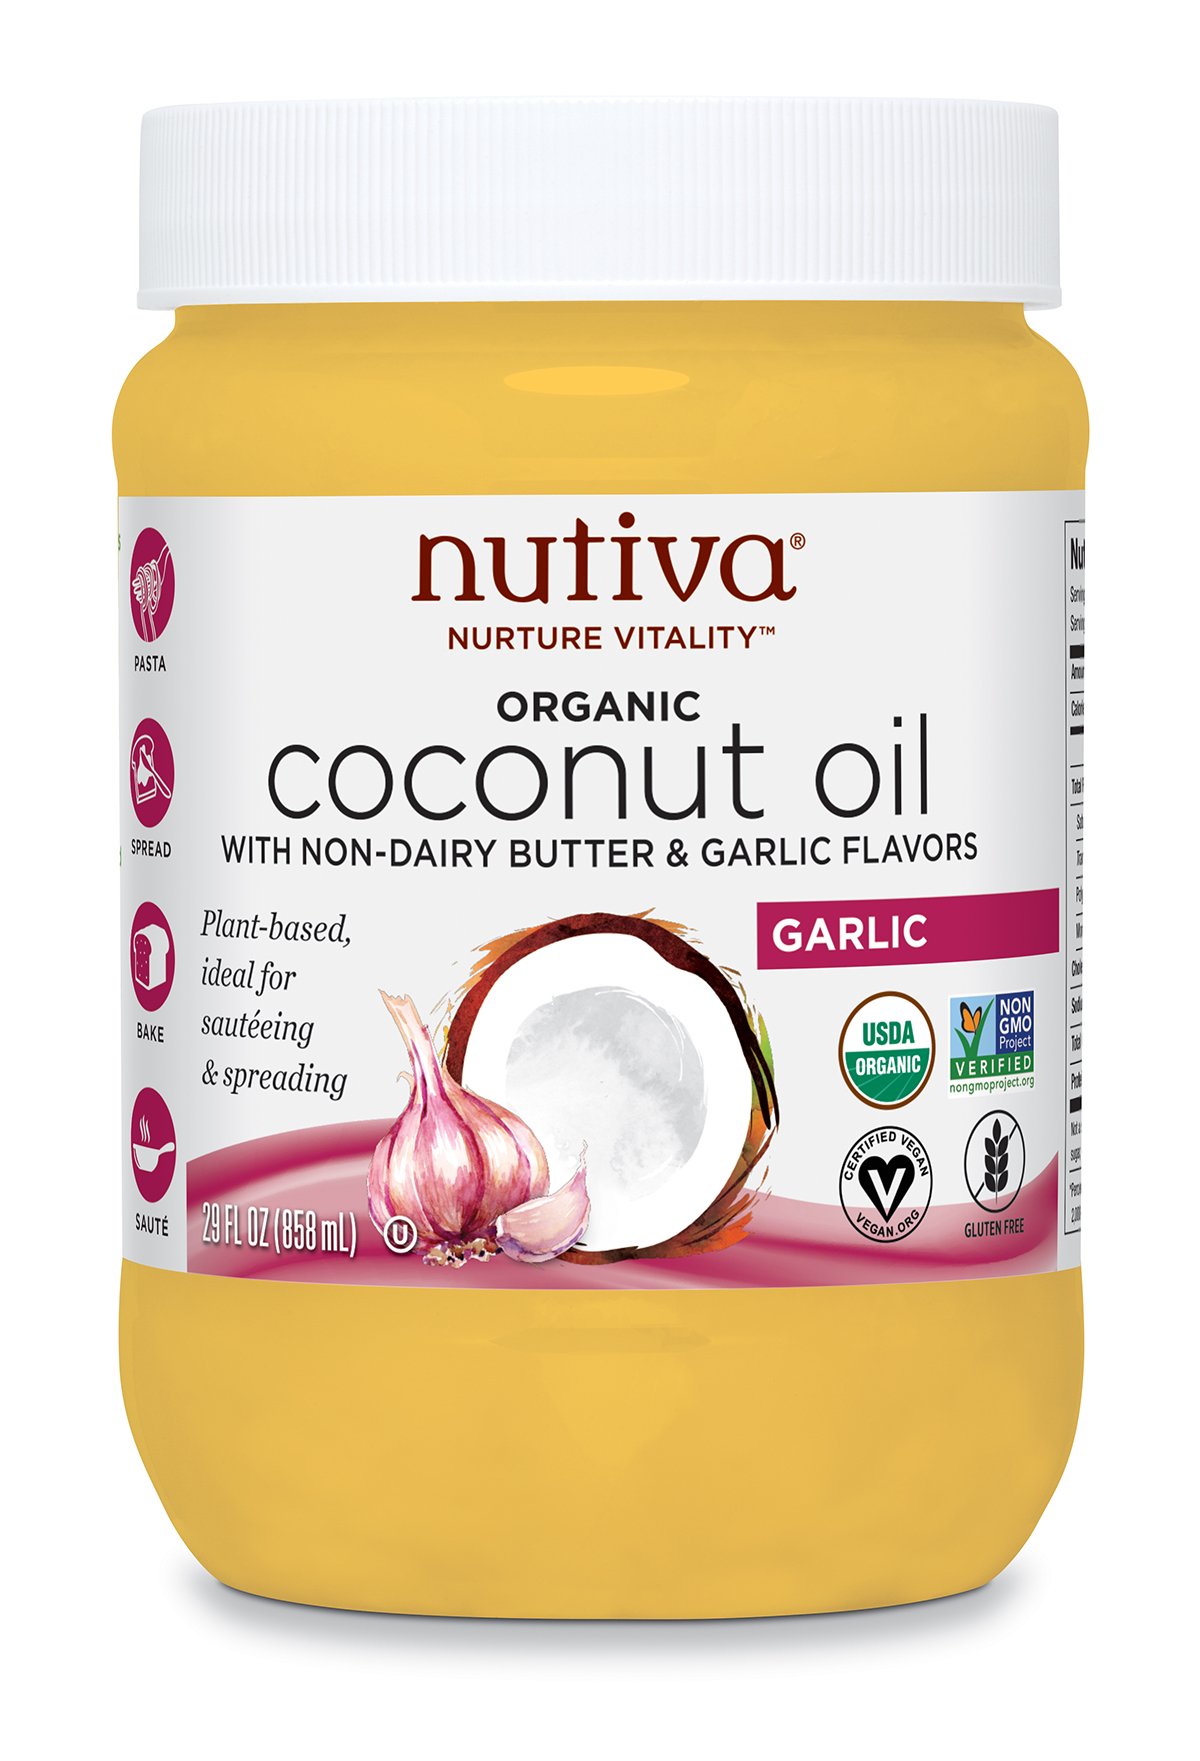 nutiva®
NURTURE VITALITY™
ORGANIC
coconut oil
WITH NON-DAIRY BUTTER & GARLIC FLAVORS
GARLIC
Plant-based,
ideal for
sautéeing
& spreading
PASTA
SPREAD
BAKE
SAUTÉ
29 FL OZ (858 mL)
U
USDA
ORGANIC
NON
GMO
Project
VERIFIED
nongmoproject.org
CERTIFIED VEGAN
V
VEGAN.ORG
GLUTEN FREE